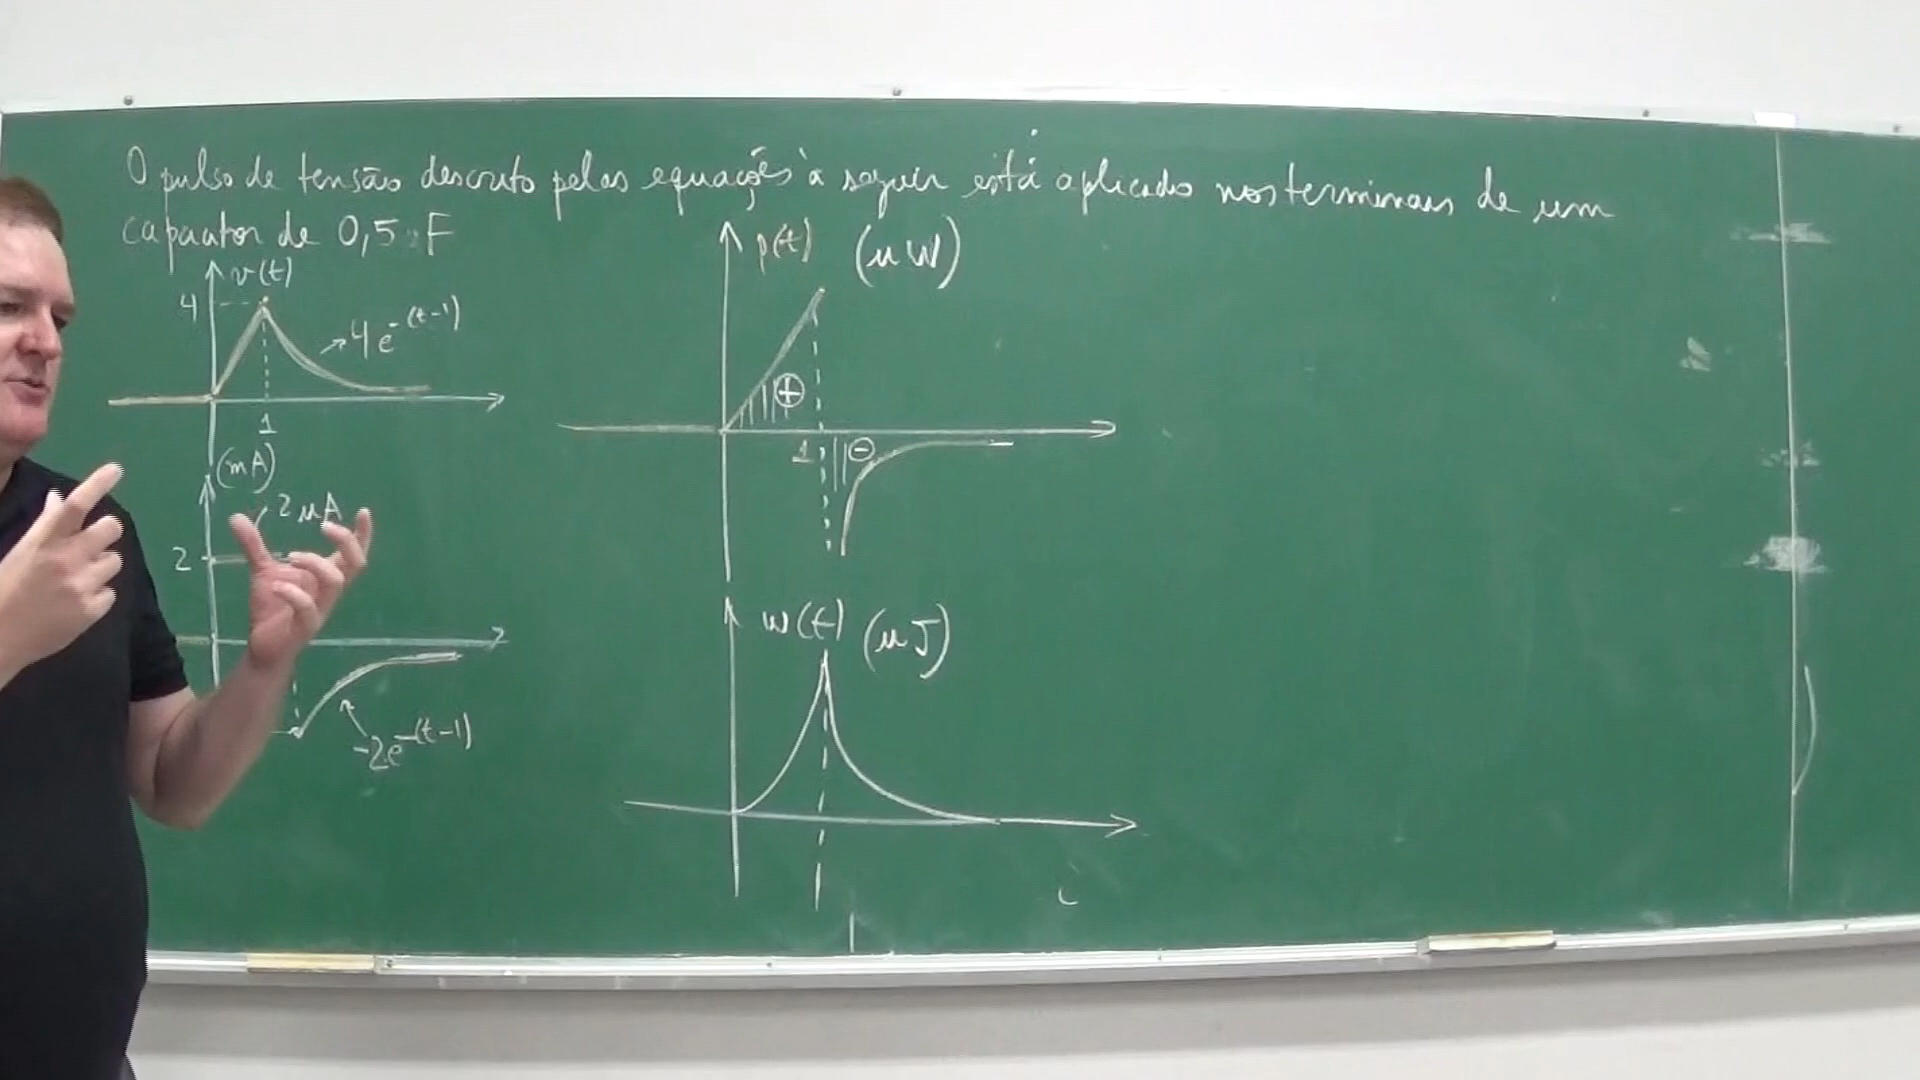 O pulso de tensão descrito pelas equações à seguir está aplicado nos terminais de um
capacitor de 0,5 F
v(t)
4
4e^-(t-1)
1
(mA)
2 µA
2
-2e^-(t-1)
p(t) (µW)
+
1
-
w(t) (µJ)